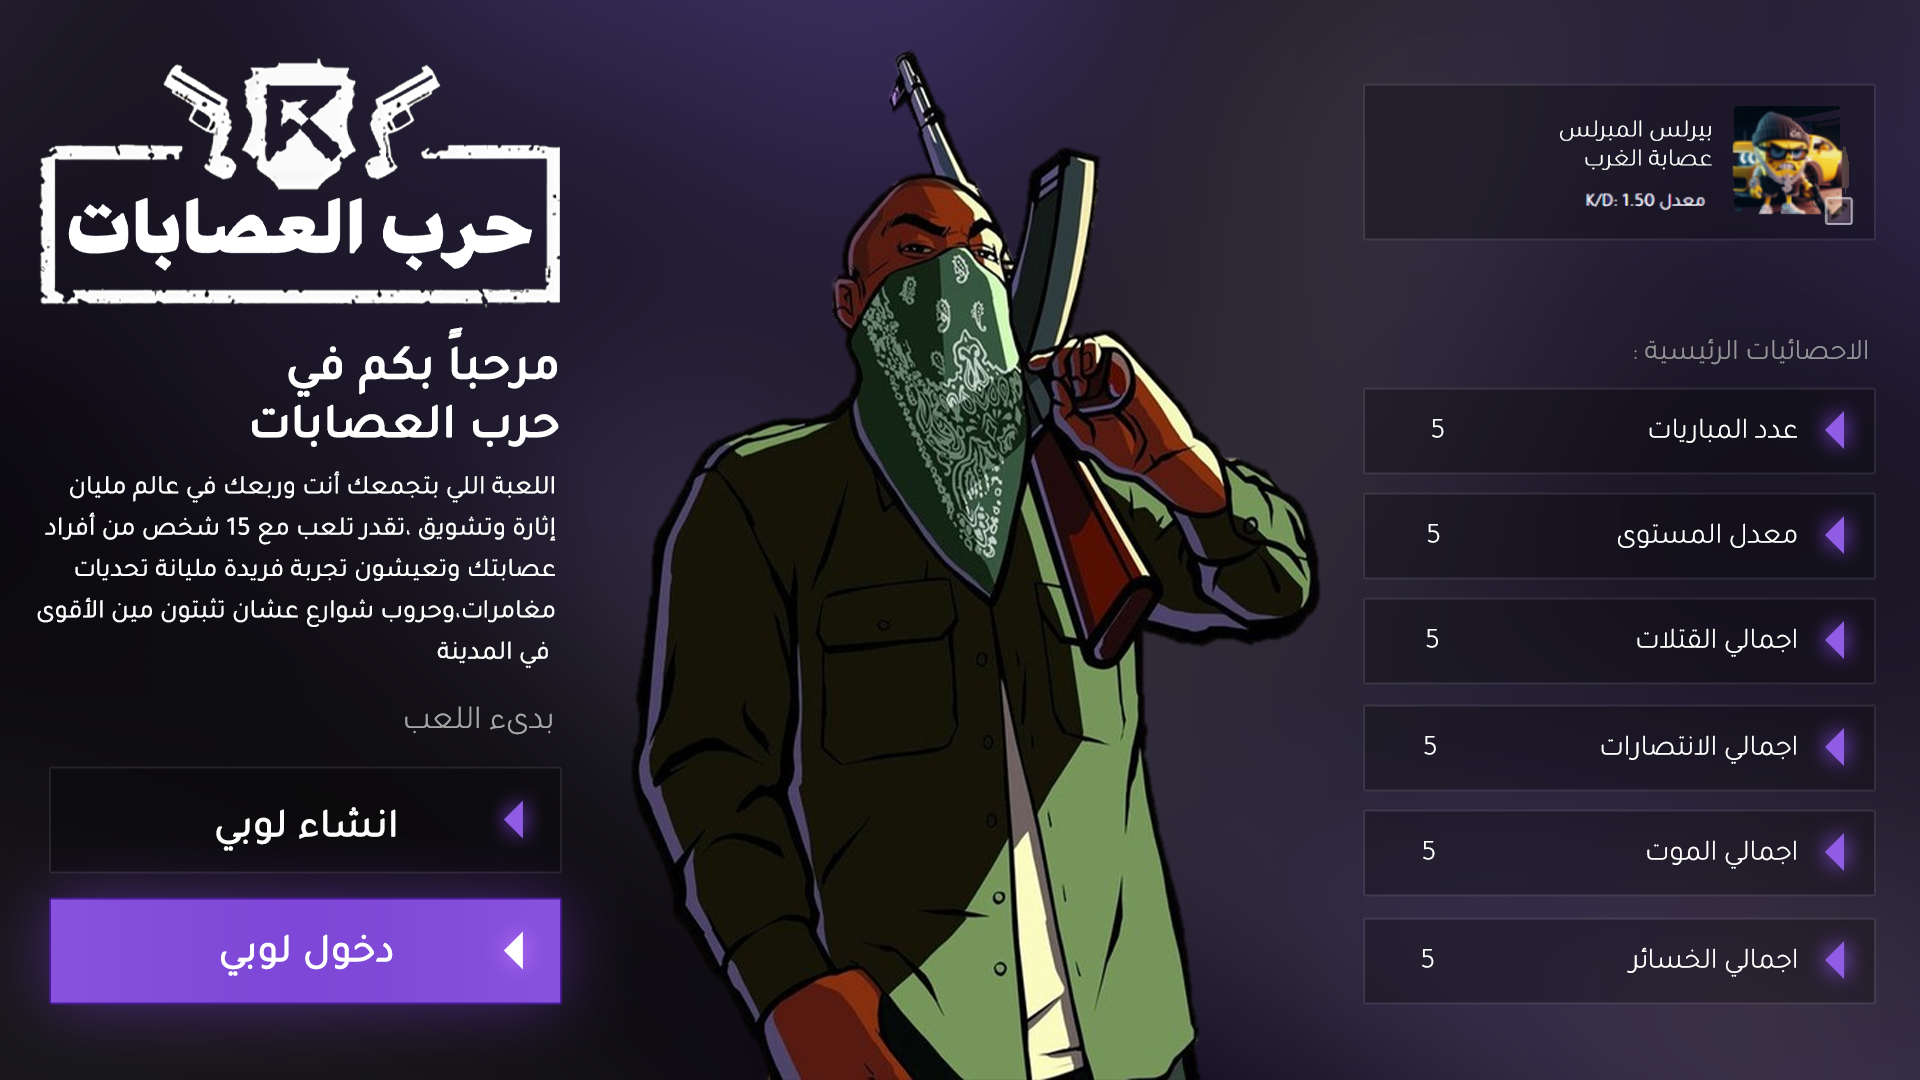 حرب العصابات
مرحباً بكم في
حرب العصابات
اللعبة اللي بتجمعك أنت وربعك في عالم مليان
إثارة وتشويق ،تقدر تلعب مع 15 شخص من أفراد
عصابتك وتعيشون تجربة فريدة مليانة تحديات
مغامرات،وحروب شوارع عشان تثبتون مين الأقوى
في المدينة
بدىء اللعب
انشاء لوبي
دخول لوبي
بيرلس المبرلس
عصابة الغرب
معدل K/D: 1.50
الاحصائيات الرئيسية :
عدد المباريات 5
معدل المستوى 5
اجمالي القتلات 5
اجمالي الانتصارات 5
اجمالي الموت 5
اجمالي الخسائر 5